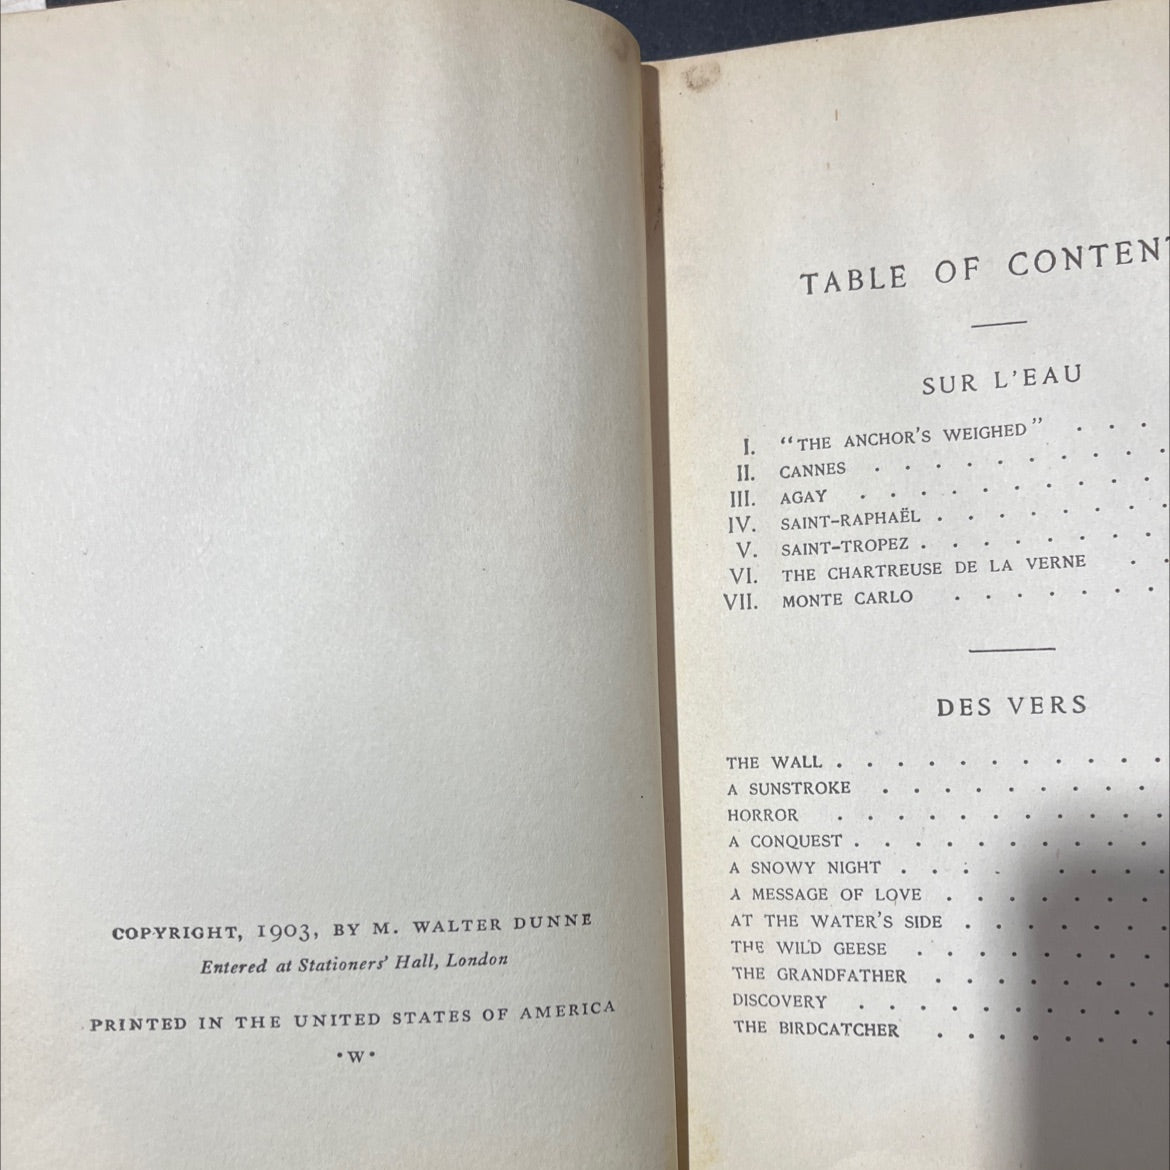 COPYRIGHT, 1903, BY M. WALTER DUNNE
Entered at Stationers' Hall, London
PRINTED IN THE UNITED STATES OF AMERICA
·W·
TABLE OF CONTENT
SUR L'EAU
I. "THE ANCHOR'S WEIGHED" . . .
II. CANNES . . . . . . . . . .
III. AGAY . . . . . . . . . .
IV. SAINT-RAPHAËL . . . . . . . .
V. SAINT-TROPEZ . . . . . . . .
VI. THE CHARTREUSE DE LA VERNE . .
VII. MONTE CARLO . . . . . . .
DES VERS
THE WALL . . . . . . . . . . .
A SUNSTROKE . . . . . . . . .
HORROR . . . . . . . . . . .
A CONQUEST . . . . . . . . . .
A SNOWY NIGHT . . . . . . . . .
A MESSAGE OF LOVE . . . . . . .
AT THE WATER'S SIDE . . . . . . .
THE WILD GEESE . . . . . . . .
THE GRANDFATHER . . . . . . . .
DISCOVERY . . . . . . . . . .
THE BIRDCATCHER . . . . . . .